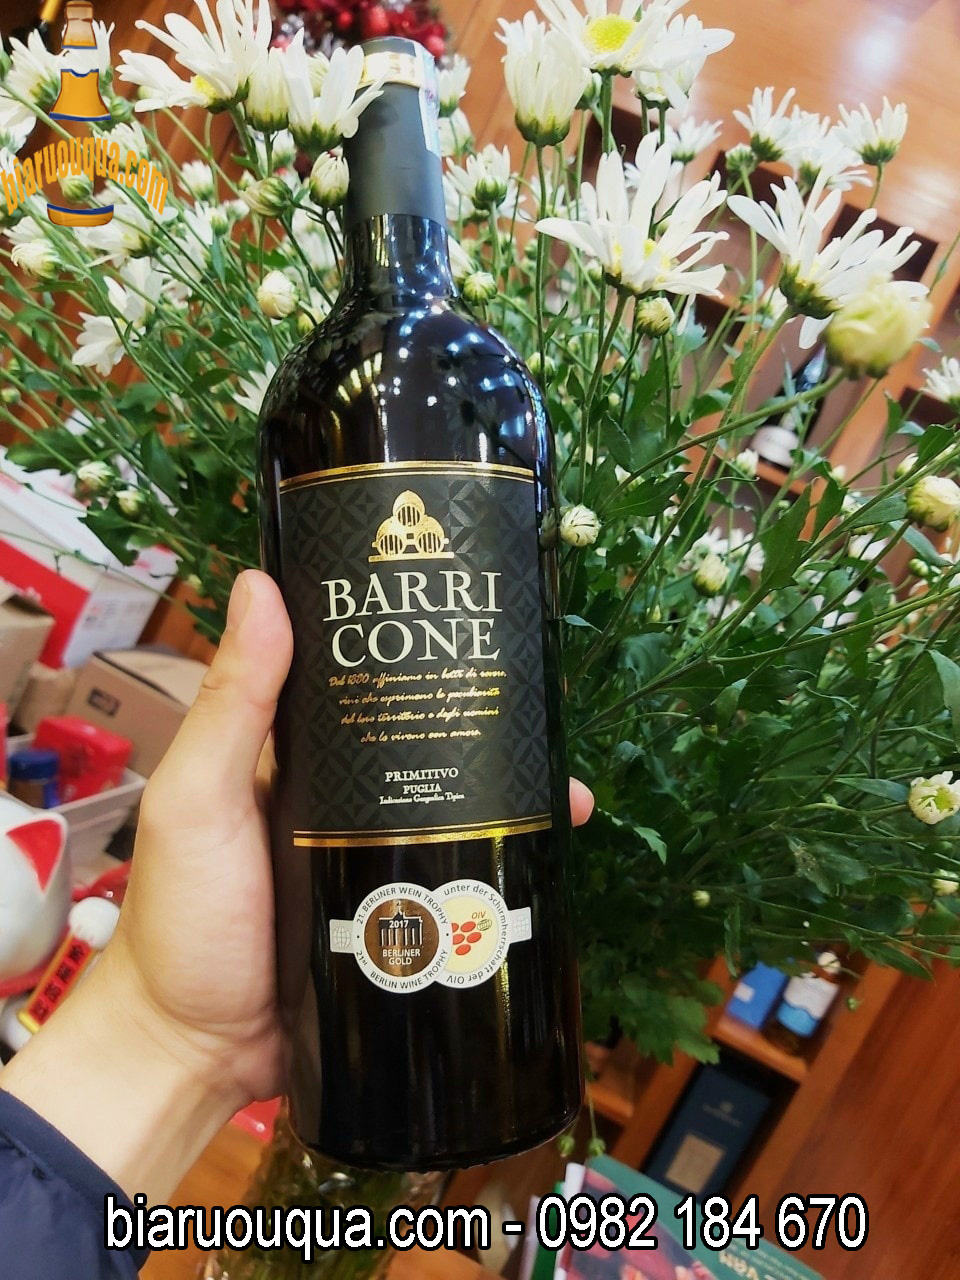 biaruouqua.com
BARRI
CONE
Dal 1890 affiniamo in botti di rovere,
vini che esprimono le peculiarità
del loro territorio e degli uomini
che lo vivono con amore.
PRIMITIVO
PUGLIA
Indicazione Geografica Tipica
21. BERLINER WEIN TROPHY
2017
BERLINER
GOLD
21st BERLIN WINE TROPHY
unter der Schirmherrschaft der OIV
OIV
biaruouqua.com - 0982 184 670